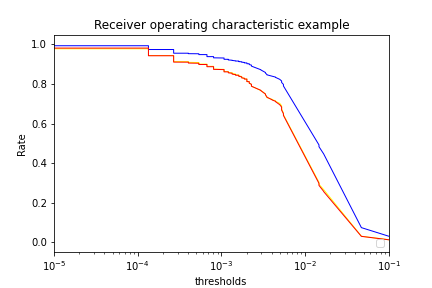 Receiver operating characteristic example
1.0
0.8
0.6
0.4
0.2
0.0
Rate
10⁻⁵ 10⁻⁴ 10⁻³ 10⁻² 10⁻¹
thresholds